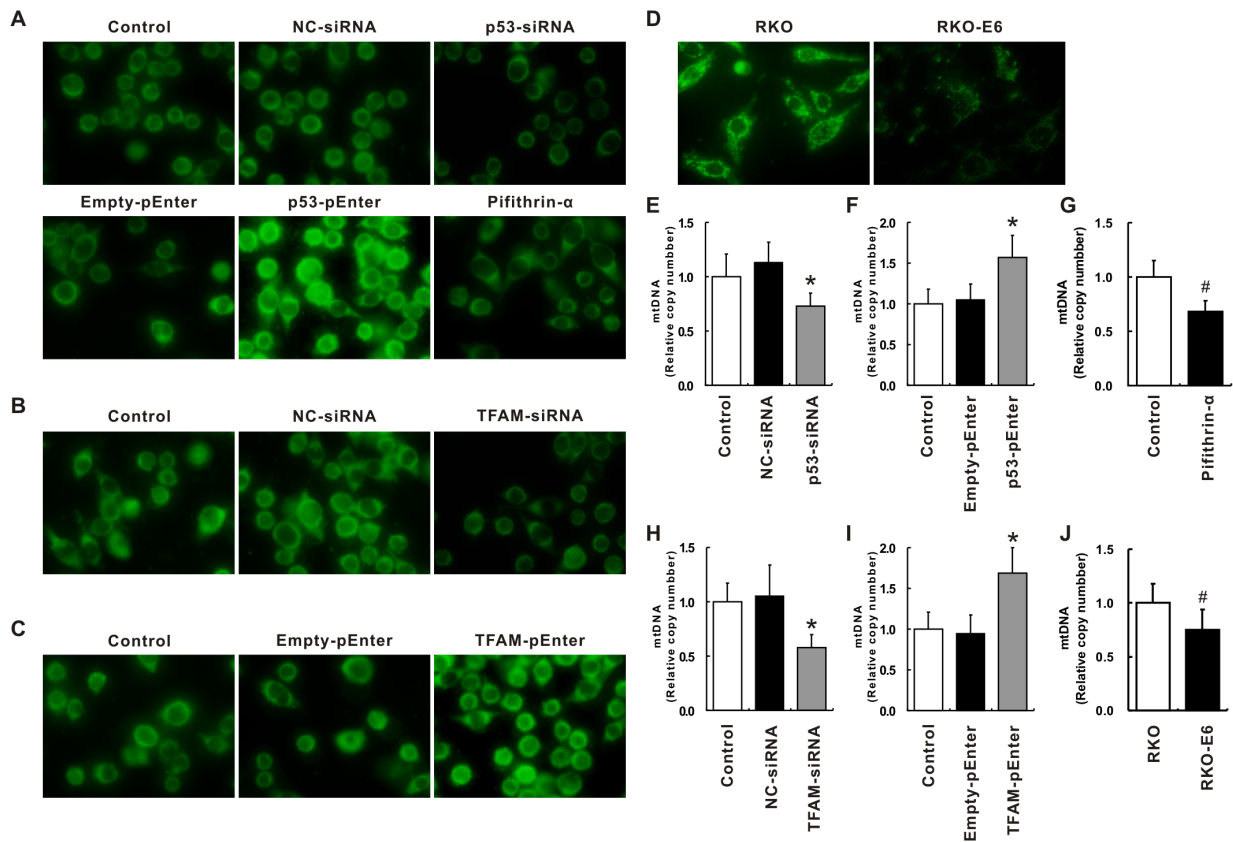 A
Control
NC-siRNA
p53-siRNA
Empty-pEnter
p53-pEnter
Pifithrin-α
B
Control
NC-siRNA
TFAM-siRNA
C
Control
Empty-pEnter
TFAM-pEnter
D
RKO
RKO-E6
E
mtDNA
(Relative copy numbber)
1.5
1.0
0.5
0.0
*
Control
NC-siRNA
p53-siRNA
F
mtDNA
(Relative copy numbber)
2.0
1.5
1.0
0.5
0.0
*
Control
Empty-pEnter
p53-pEnter
G
mtDNA
(Relative copy numbber)
1.5
1.0
0.5
0.0
#
Control
Pifithrin-α
H
mtDNA
(Relative copy numbber)
1.5
1.0
0.5
0.0
*
Control
NC-siRNA
TFAM-siRNA
I
mtDNA
(Relative copy numbber)
2.0
1.5
1.0
0.5
0.0
*
Control
Empty-pEnter
TFAM-pEnter
J
mtDNA
(Relative copy numbber)
1.5
1.0
0.5
0.0
#
RKO
RKO-E6